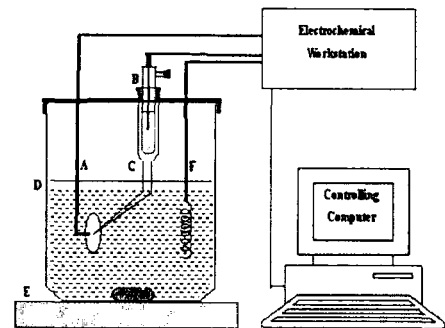 Electrochemical
Workstation
B
A
C
F
D
Controlling
Computer
E